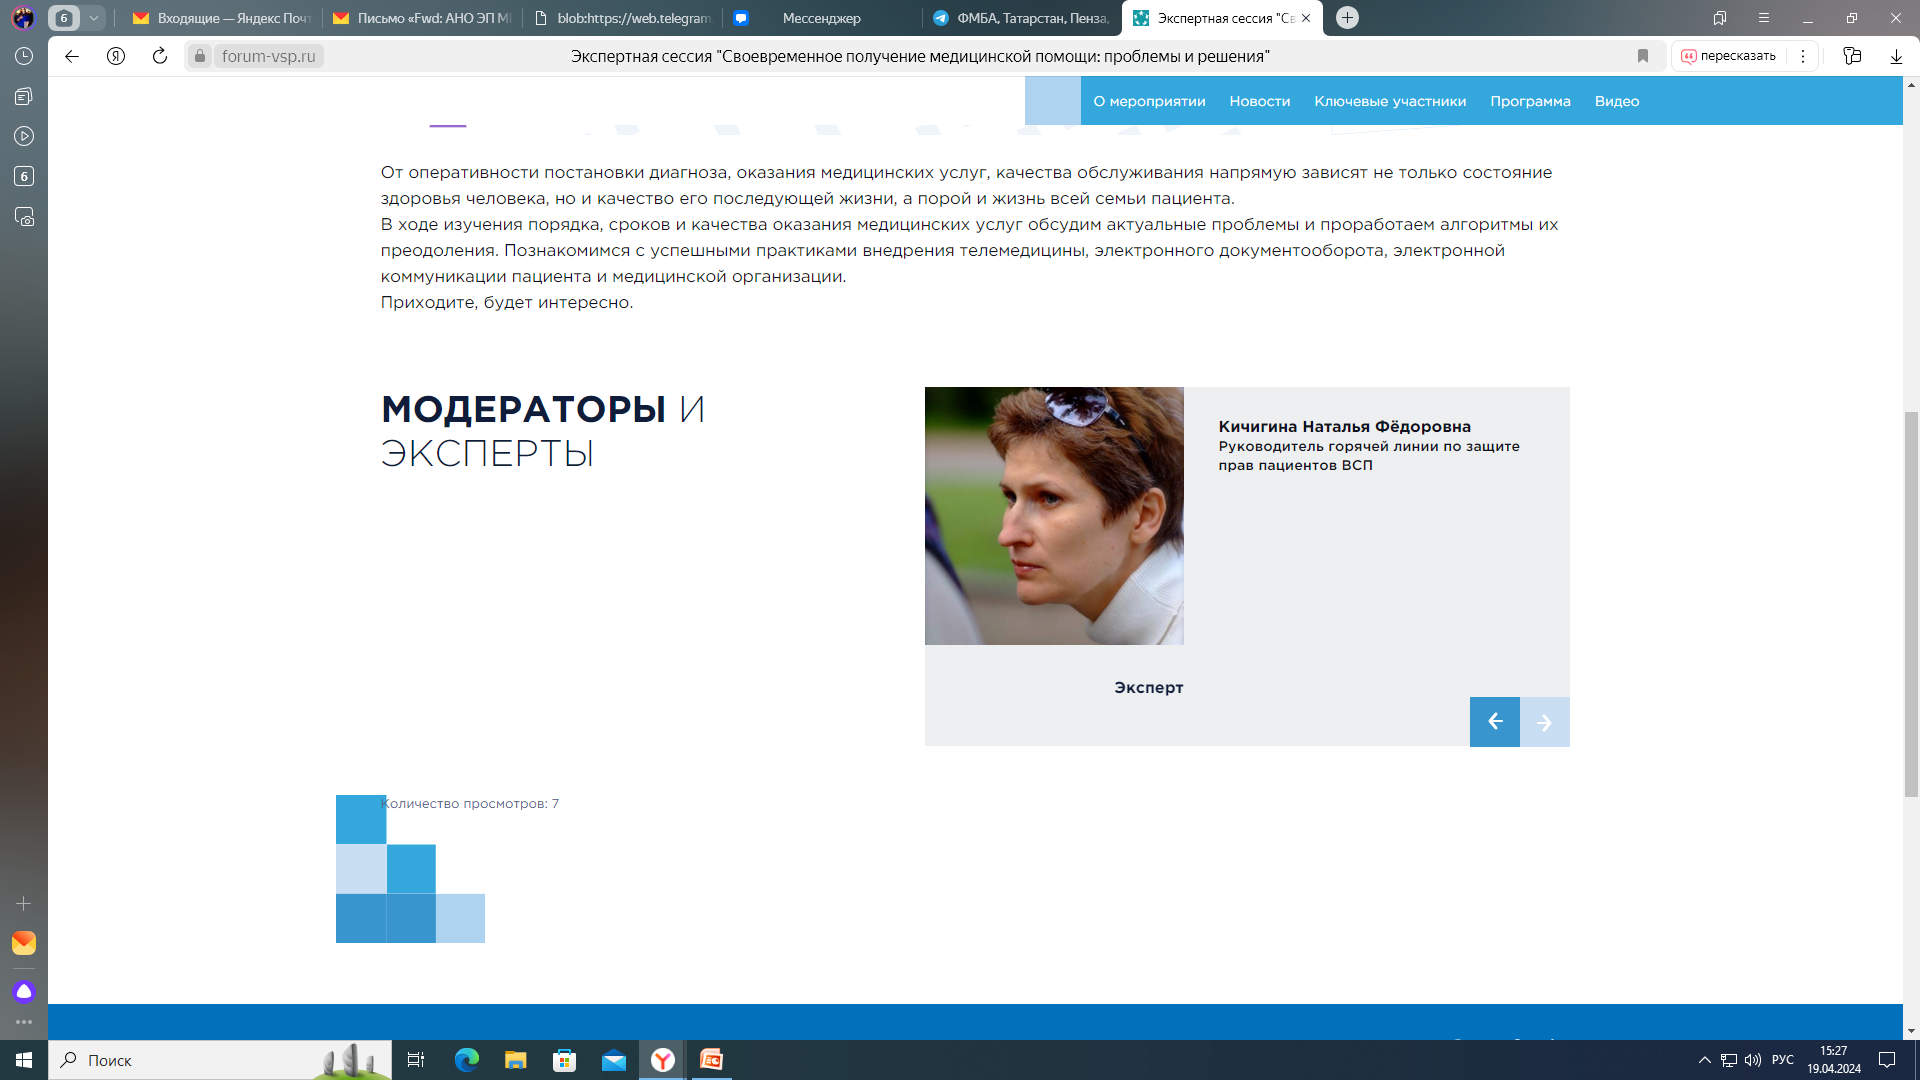 6
Входящие — Яндекс Почт
Письмо «Fwd: АНО ЭП МГ
blob:https://web.telegram
Мессенджер
ФМБА, Татарстан, Пенза,
Экспертная сессия "Св
Я
forum-vsp.ru
Экспертная сессия "Своевременное получение медицинской помощи: проблемы и решения"
пересказать
6
О мероприятии
Новости
Ключевые участники
Программа
Видео
От оперативности постановки диагноза, оказания медицинских услуг, качества обслуживания напрямую зависят не только состояние
здоровья человека, но и качество его последующей жизни, а порой и жизнь всей семьи пациента.
В ходе изучения порядка, сроков и качества оказания медицинских услуг обсудим актуальные проблемы и проработаем алгоритмы их
преодоления. Познакомимся с успешными практиками внедрения телемедицины, электронного документооборота, электронной
коммуникации пациента и медицинской организации.
Приходите, будет интересно.
МОДЕРАТОРЫ И
ЭКСПЕРТЫ
Кичигина Наталья Фёдоровна
Руководитель горячей линии по защите
прав пациентов ВСП
Эксперт
Количество просмотров: 7
Поиск
РУС
15:27
19.04.2024